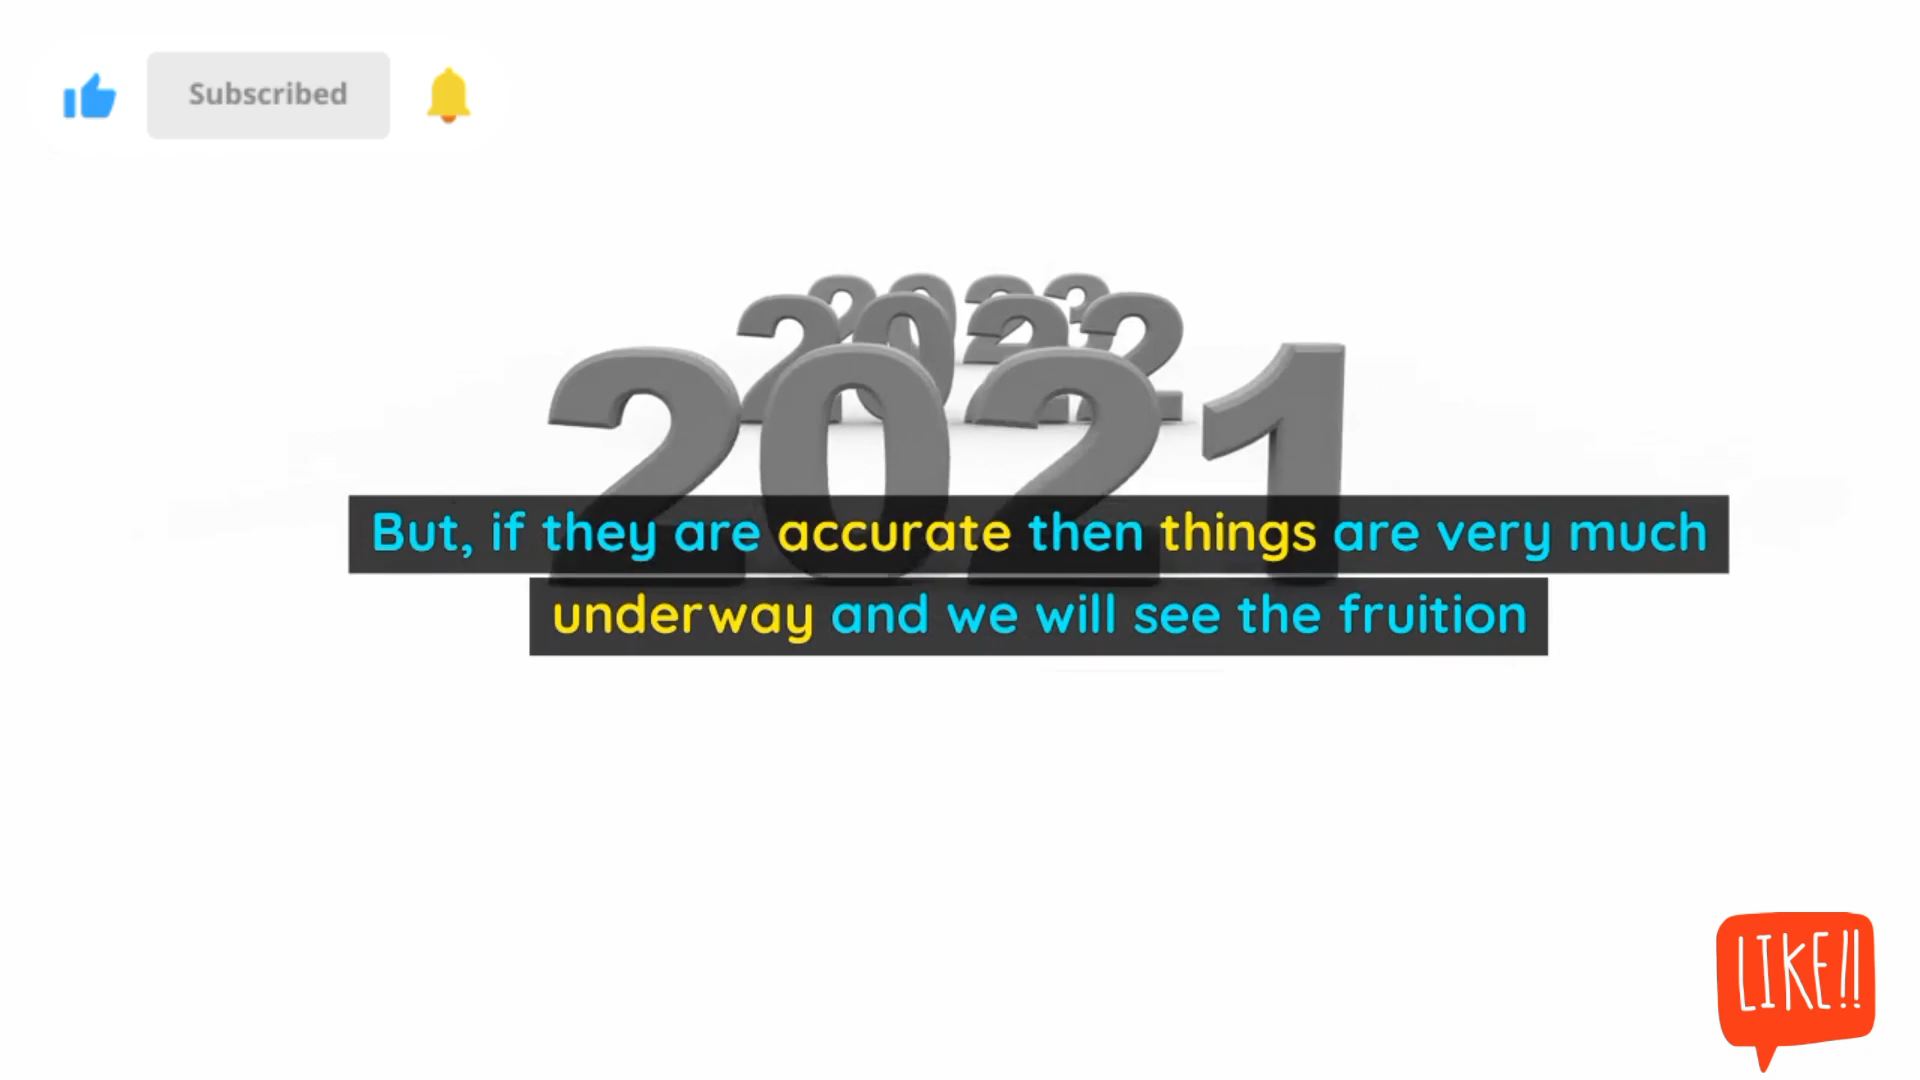 Subscribed
2023
2022
2021
But, if they are accurate then things are very much
underway and we will see the fruition
LIKE!!